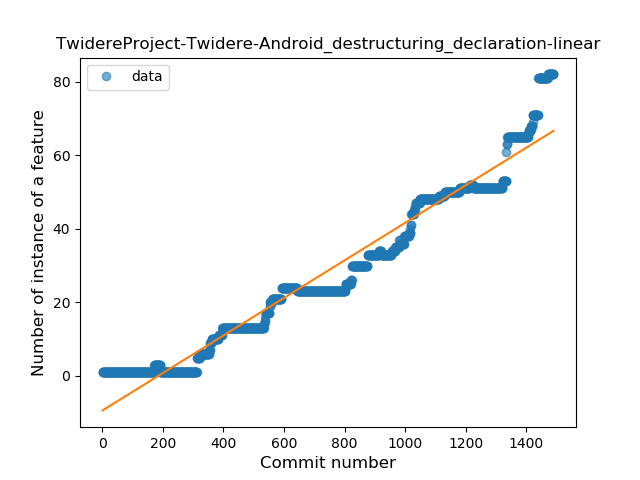 TwidereProject-Twidere-Android_destructuring_declaration-linear
data
Number of instance of a feature
80
60
40
20
0
0 200 400 600 800 1000 1200 1400
Commit number